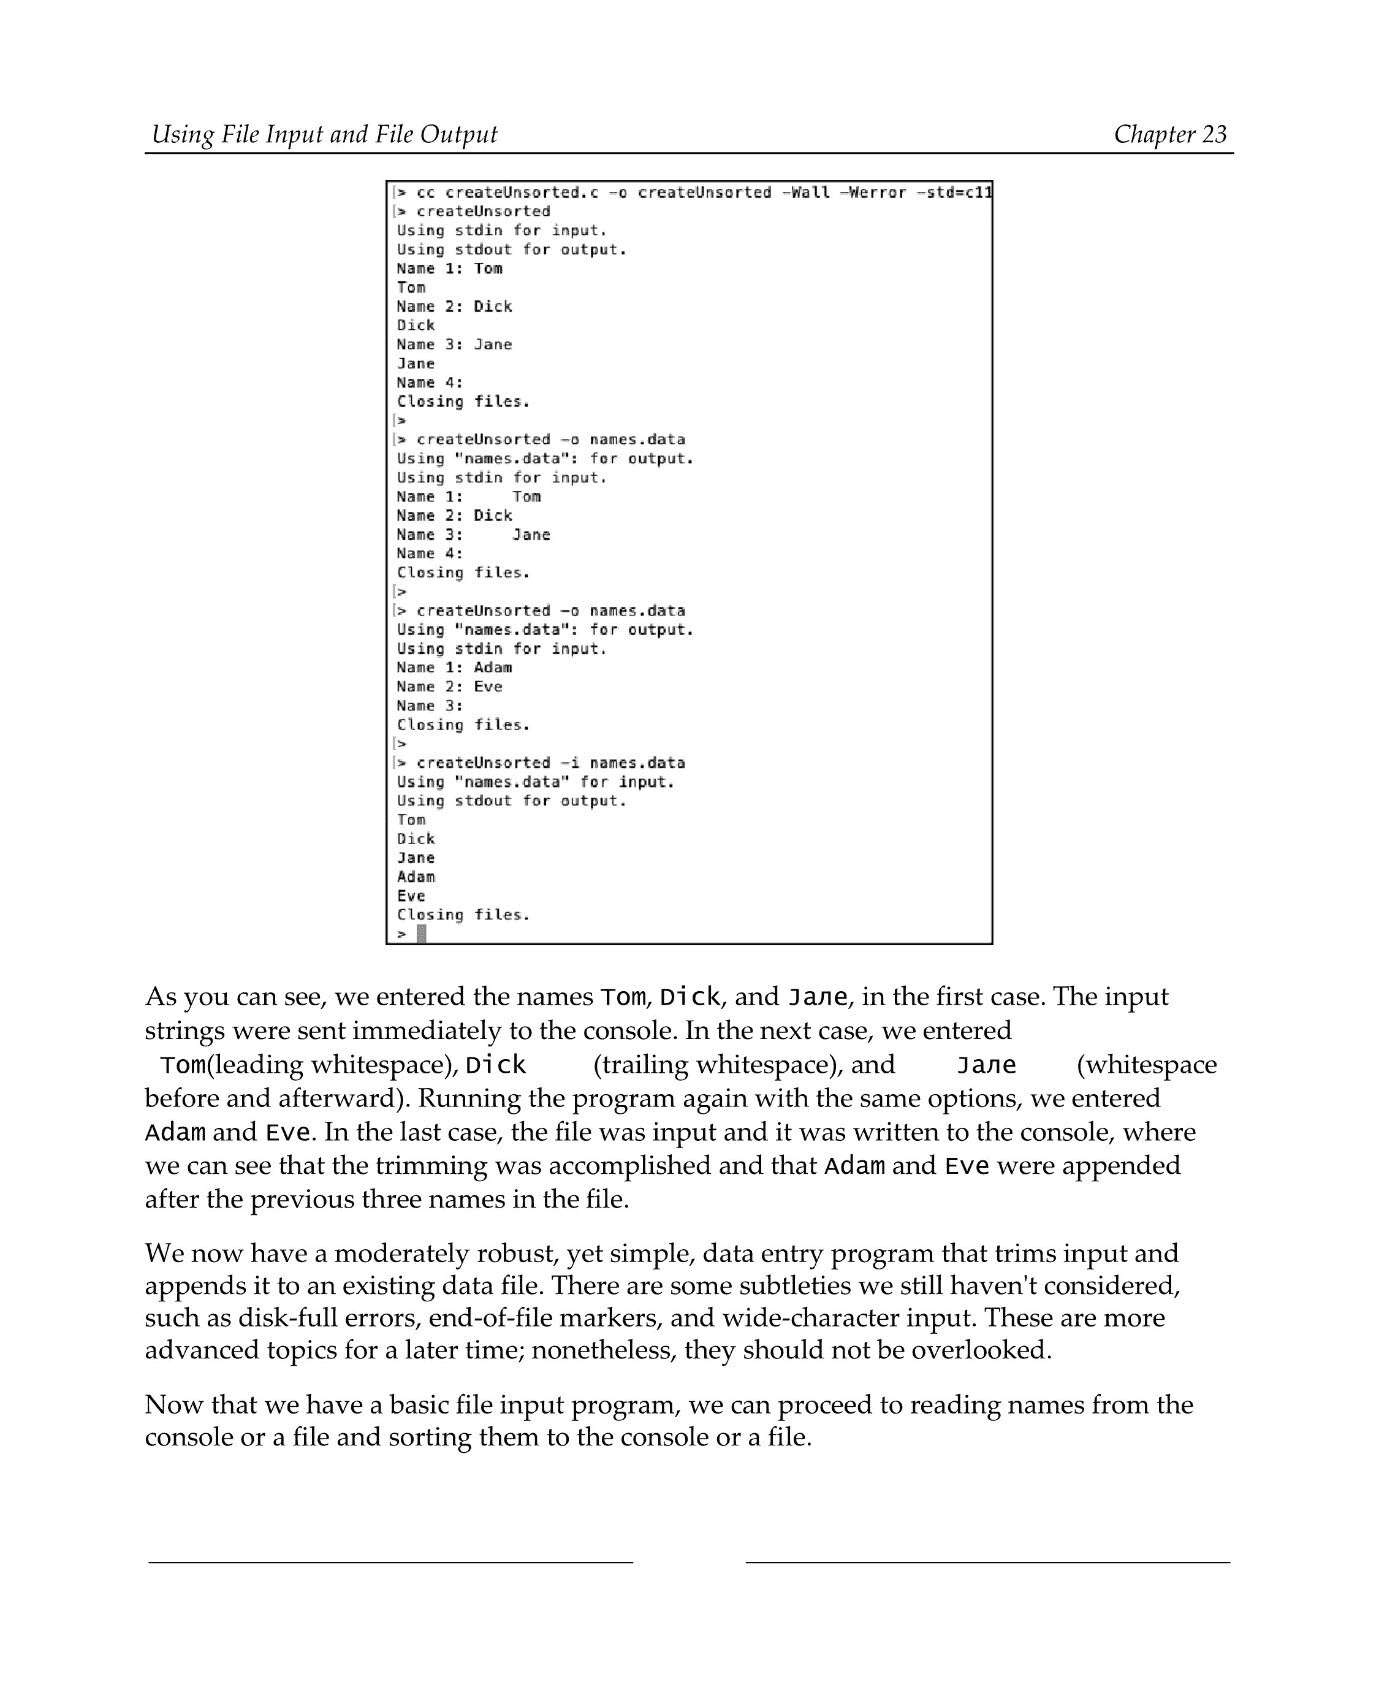 Using File Input and File Output Chapter 23
[> cc createUnsorted.c -o createUnsorted -Wall -Werror -std=c11
[> createUnsorted
Using stdin for input.
Using stdout for output.
Name 1: Tom
Tom
Name 2: Dick
Dick
Name 3: Jane
Jane
Name 4:
Closing files.
[>
[> createUnsorted -o names.data
Using "names.data": for output.
Using stdin for input.
Name 1:     Tom
Name 2: Dick
Name 3:     Jane
Name 4:
Closing files.
[>
[> createUnsorted -o names.data
Using "names.data": for output.
Using stdin for input.
Name 1: Adam
Name 2: Eve
Name 3:
Closing files.
[>
[> createUnsorted -i names.data
Using "names.data" for input.
Using stdout for output.
Tom
Dick
Jane
Adam
Eve
Closing files.
>
As you can see, we entered the names Tom, Dick, and Jaлe, in the first case. The input
strings were sent immediately to the console. In the next case, we entered
Tom(leading whitespace), Dick (trailing whitespace), and Jaлe (whitespace
before and afterward). Running the program again with the same options, we entered
Adam and Eve. In the last case, the file was input and it was written to the console, where
we can see that the trimming was accomplished and that Adam and Eve were appended
after the previous three names in the file.
We now have a moderately robust, yet simple, data entry program that trims input and
appends it to an existing data file. There are some subtleties we still haven't considered,
such as disk-full errors, end-of-file markers, and wide-character input. These are more
advanced topics for a later time; nonetheless, they should not be overlooked.
Now that we have a basic file input program, we can proceed to reading names from the
console or a file and sorting them to the console or a file.